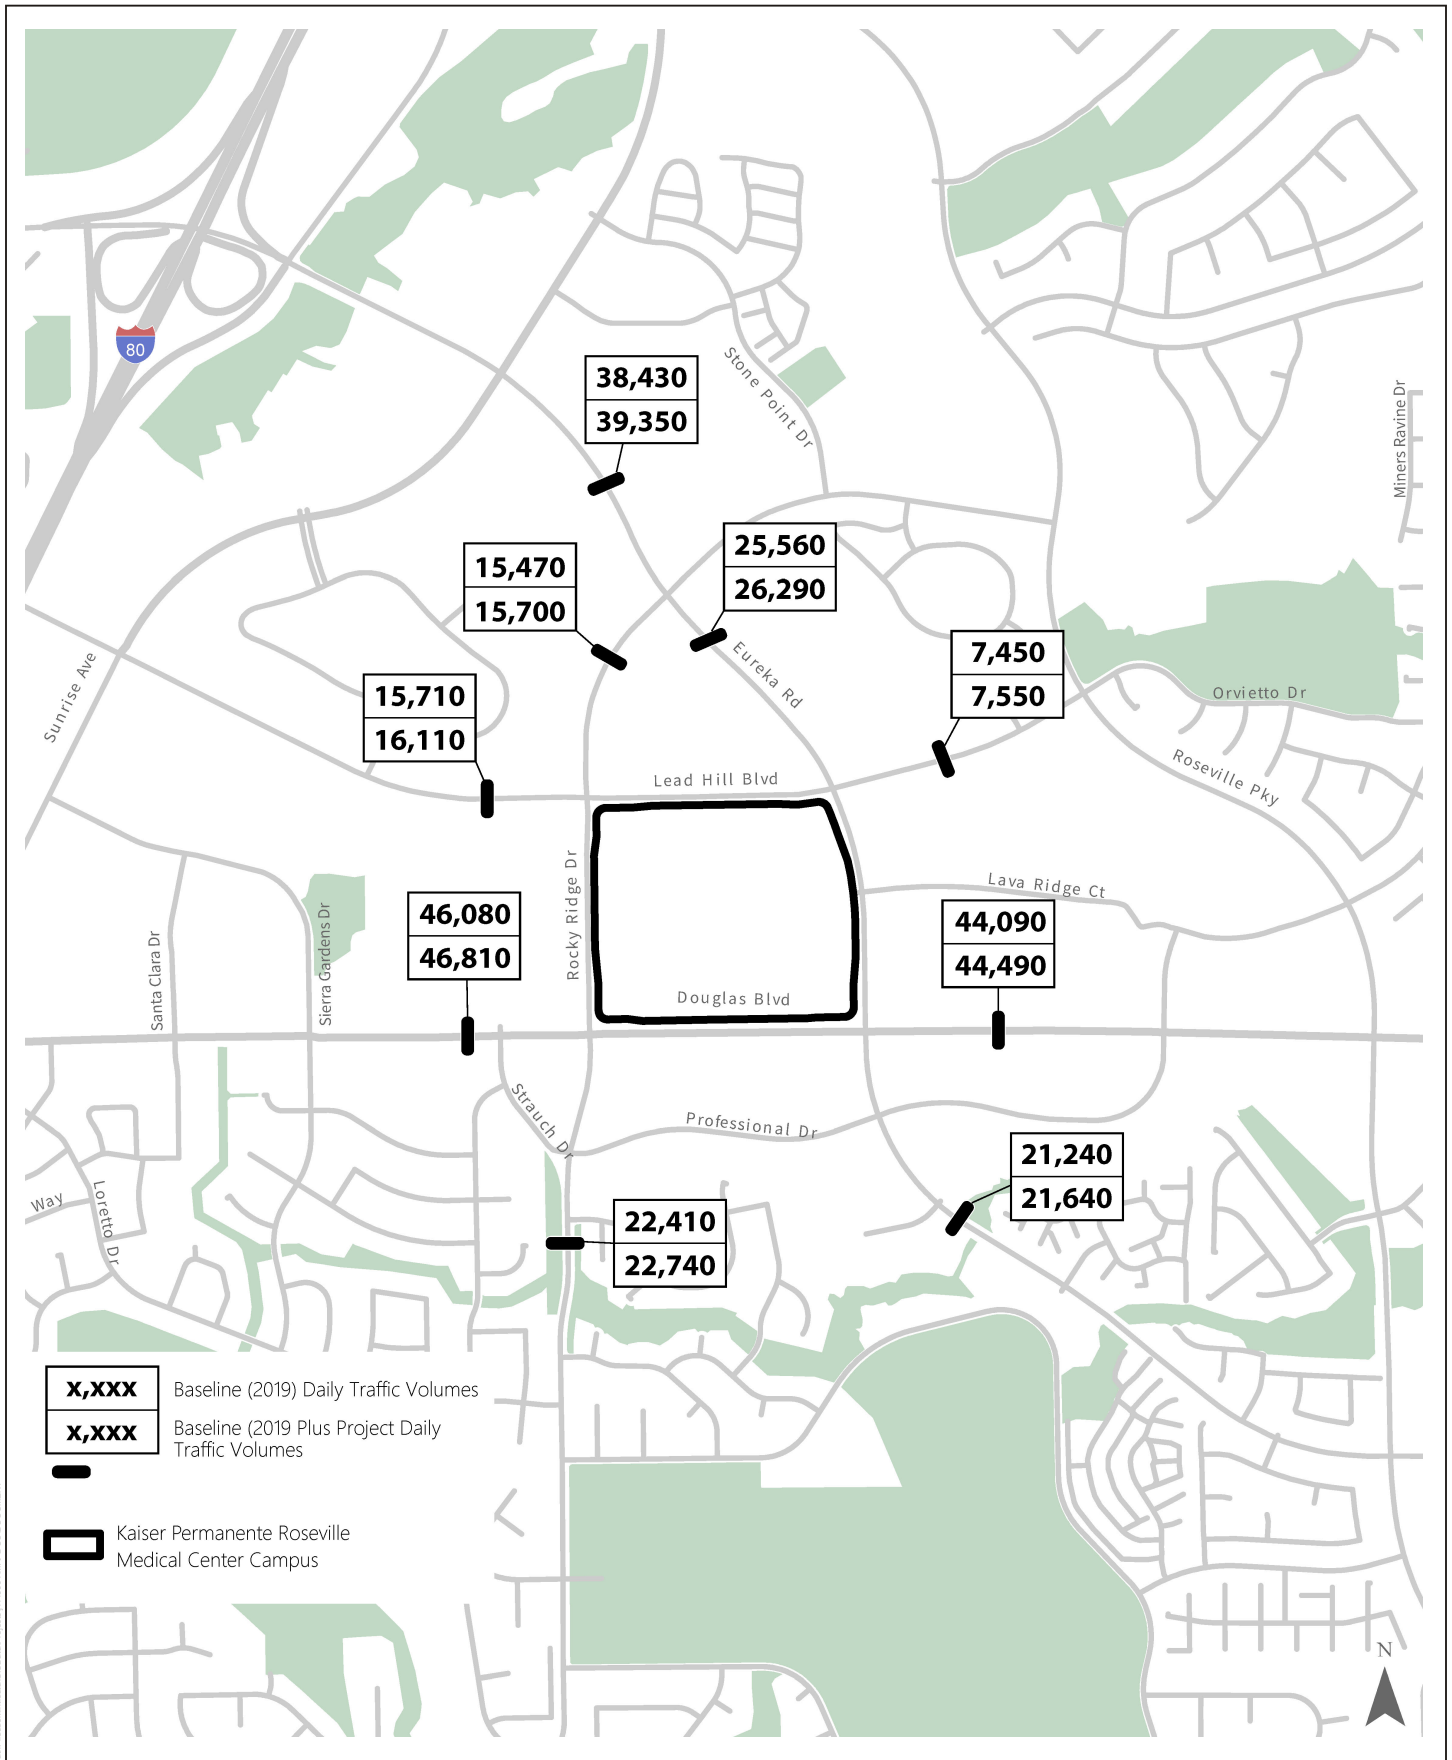 80
38,430
39,350
Stone Point Dr
Miners Ravine Dr
25,560
26,290
15,470
15,700
Eureka Rd
7,450
7,550
Sunrise Ave
15,710
16,110
Orvietto Dr
Roseville Pky
Lead Hill Blvd
Rocky Ridge Dr
Lava Ridge Ct
46,080
46,810
44,090
44,490
Santa Clara Dr
Sierra Gardens Dr
Douglas Blvd
Strauch Dr
Professional Dr
21,240
21,640
Way
Loretto Dr
22,410
22,740
x,xxx
Baseline (2019) Daily Traffic Volumes
x,xxx
Baseline (2019 Plus Project Daily
Traffic Volumes
Kaiser Permanente Roseville
Medical Center Campus
N